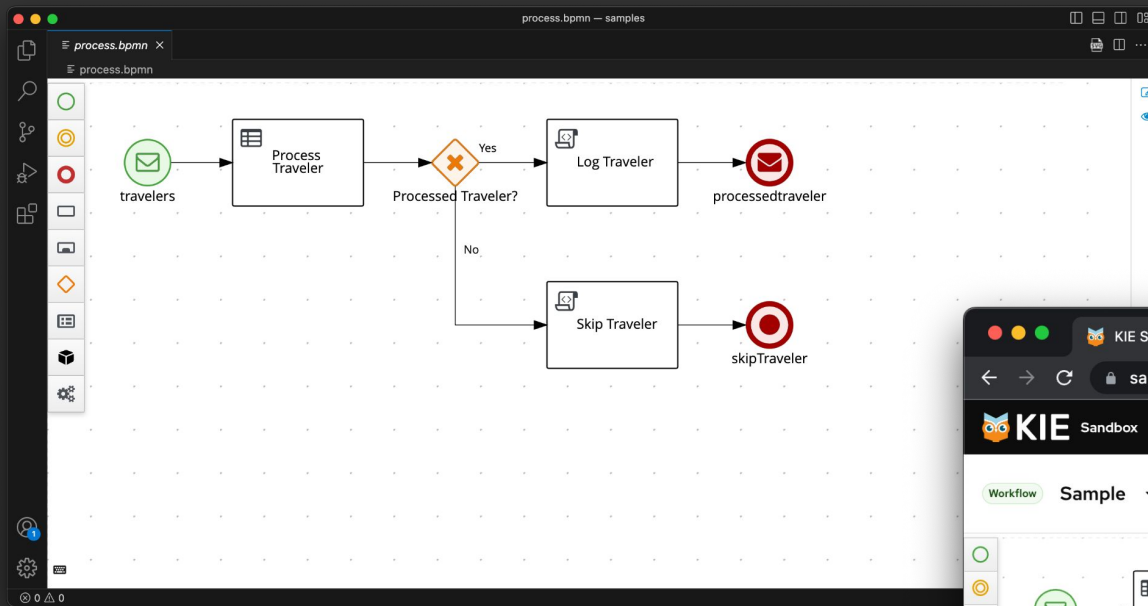 process.bpmn — samples
process.bpmn
process.bpmn
Process
Traveler
Yes
Log Traveler
travelers
Processed Traveler?
processedtraveler
No
Skip Traveler
skipTraveler
KIE S
sa
KIE Sandbox
Workflow Sample
1
0 0